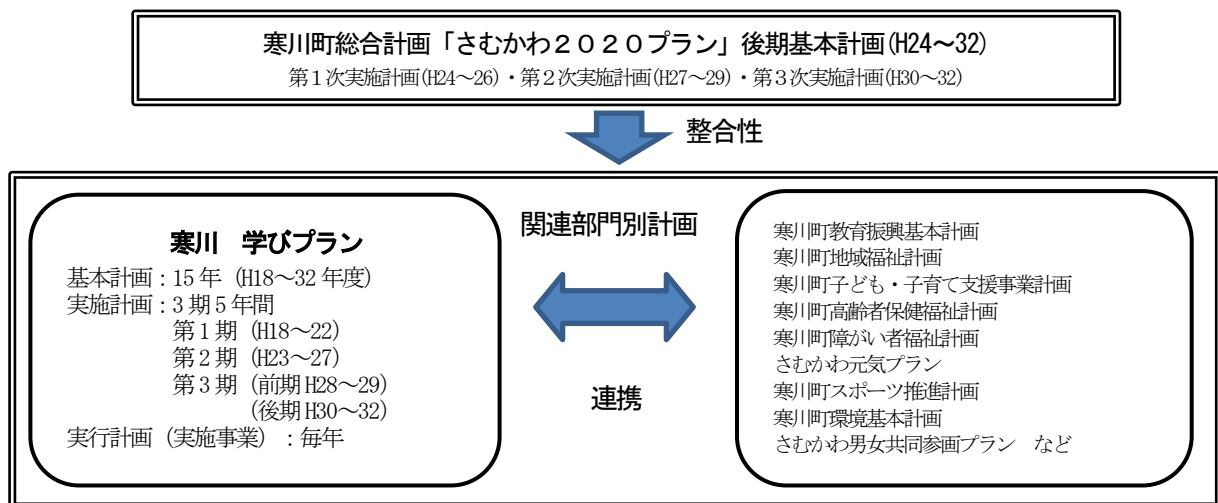 寒川町総合計画「さむかわ２０２０プラン」後期基本計画(H24～32)
第１次実施計画(H24～26)・第２次実施計画(H27～29)・第３次実施計画(H30～32)
整合性
寒川　学びプラン
基本計画：15年（H18～32年度）
実施計画：3期5年間
第1期（H18～22）
第2期（H23～27）
第3期（前期H28～29）
（後期H30～32）
実行計画（実施事業）：毎年
関連部門別計画
連携
寒川町教育振興基本計画
寒川町地域福祉計画
寒川町子ども・子育て支援事業計画
寒川町高齢者保健福祉計画
寒川町障がい者福祉計画
さむかわ元気プラン
寒川町スポーツ推進計画
寒川町環境基本計画
さむかわ男女共同参画プラン　など